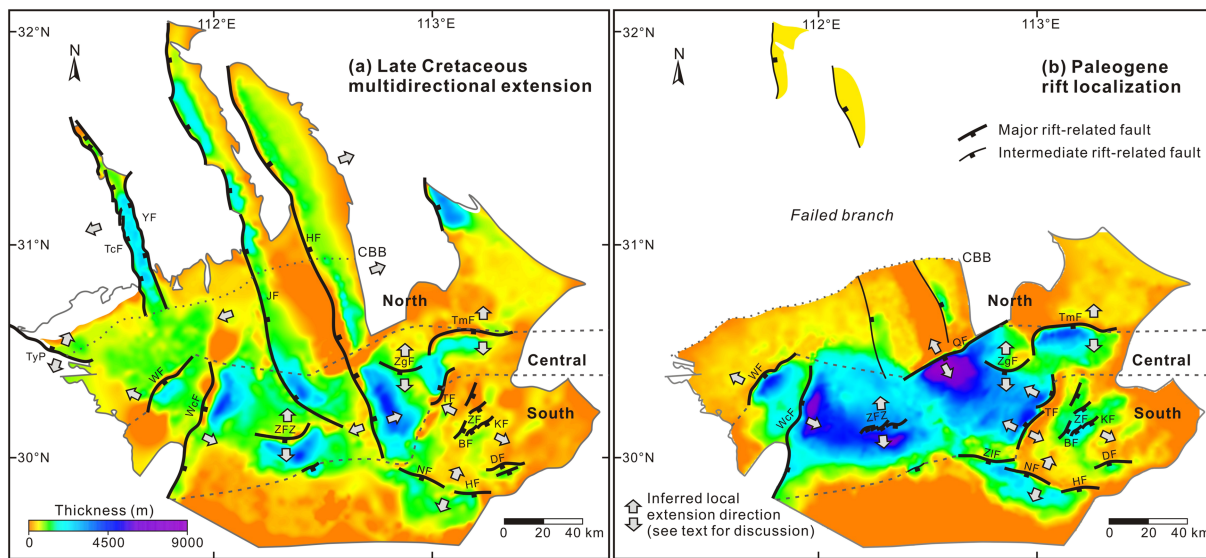 112°E
113°E
32°N
N
(a) Late Cretaceous
multidirectional extension
YF
TcF
31°N
HF
CBB
JF
North
TmF
TyP
ZgF
Central
WF
WcF
TF
South
ZF
KF
ZFZ
BF
30°N
NF
DF
HF
Thickness (m)
0
4500
9000
0
20
40 km
112°E
113°E
32°N
N
(b) Paleogene
rift localization
Major rift-related fault
Intermediate rift-related fault
Failed branch
31°N
CBB
North
TmF
QF
ZgF
Central
WF
WcF
TF
South
ZF
KF
ZFZ
BF
30°N
ZlF
NF
DF
HF
Inferred local
extension direction
(see text for discussion)
0
20
40 km